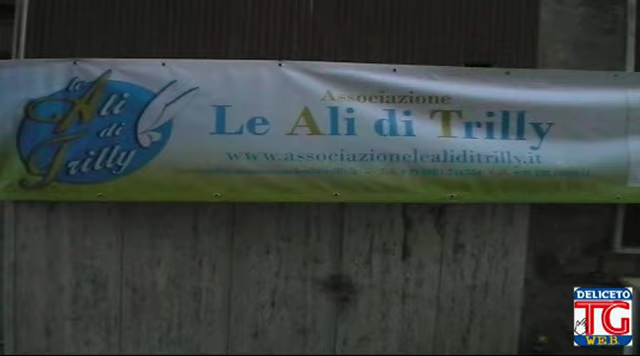 le
Ali
di
Trilly
Associazione
Le Ali di Trilly
www.associazionelealiditrilly.it
DELICETO
TG
WEB